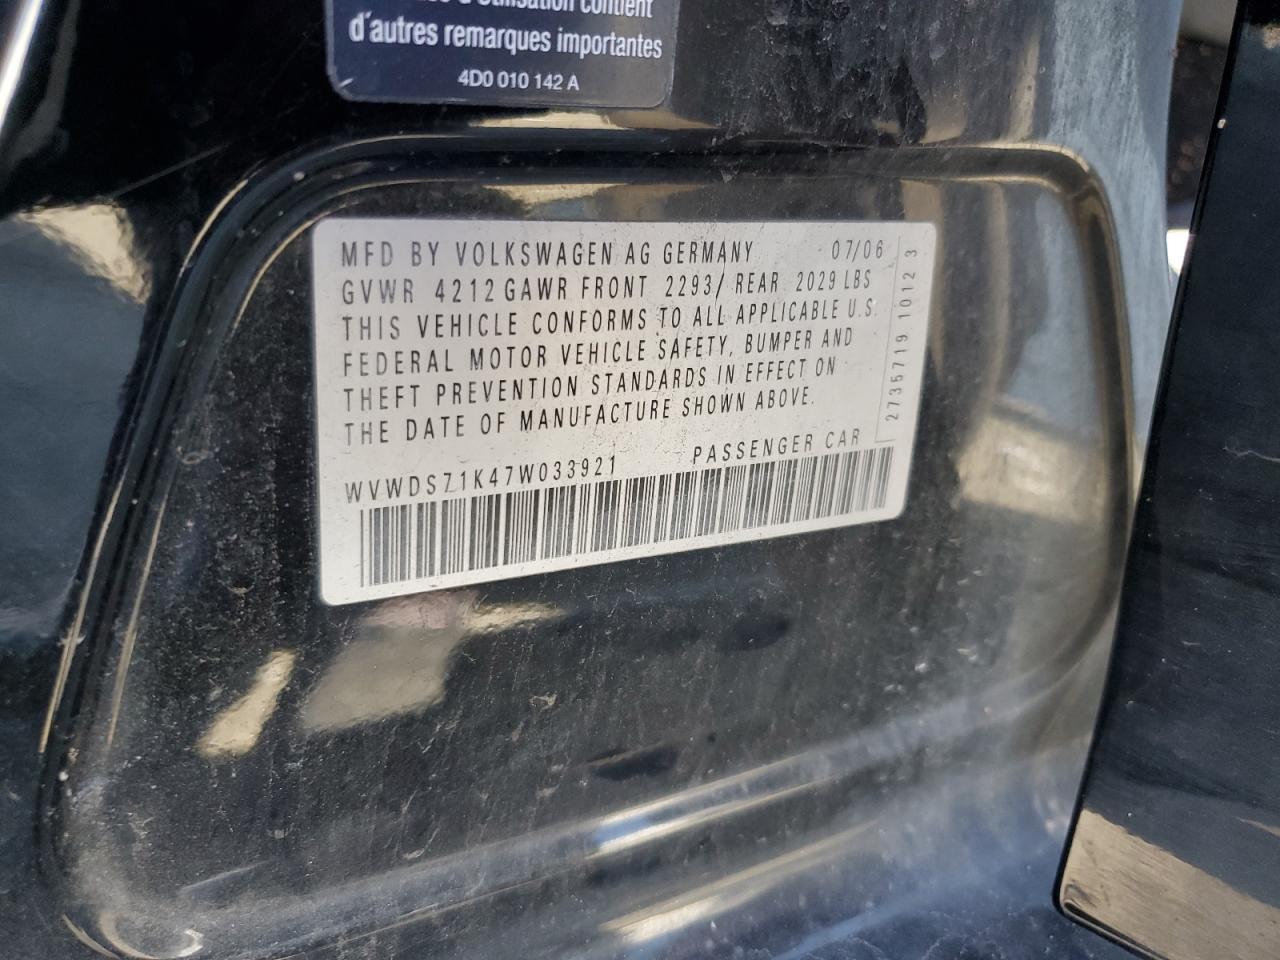 d'Utilisation contient
d'autres remarques importantes
4D0 010 142 A
MFD BY VOLKSWAGEN AG GERMANY 07/06
GVWR 4212 GAWR FRONT 2293/ REAR 2029 LBS
THIS VEHICLE CONFORMS TO ALL APPLICABLE U.S.
FEDERAL MOTOR VEHICLE SAFETY, BUMPER AND
THEFT PREVENTION STANDARDS IN EFFECT ON
THE DATE OF MANUFACTURE SHOWN ABOVE.
WVWDS71K47W033921 PASSENGER CAR
2735719 1012 3